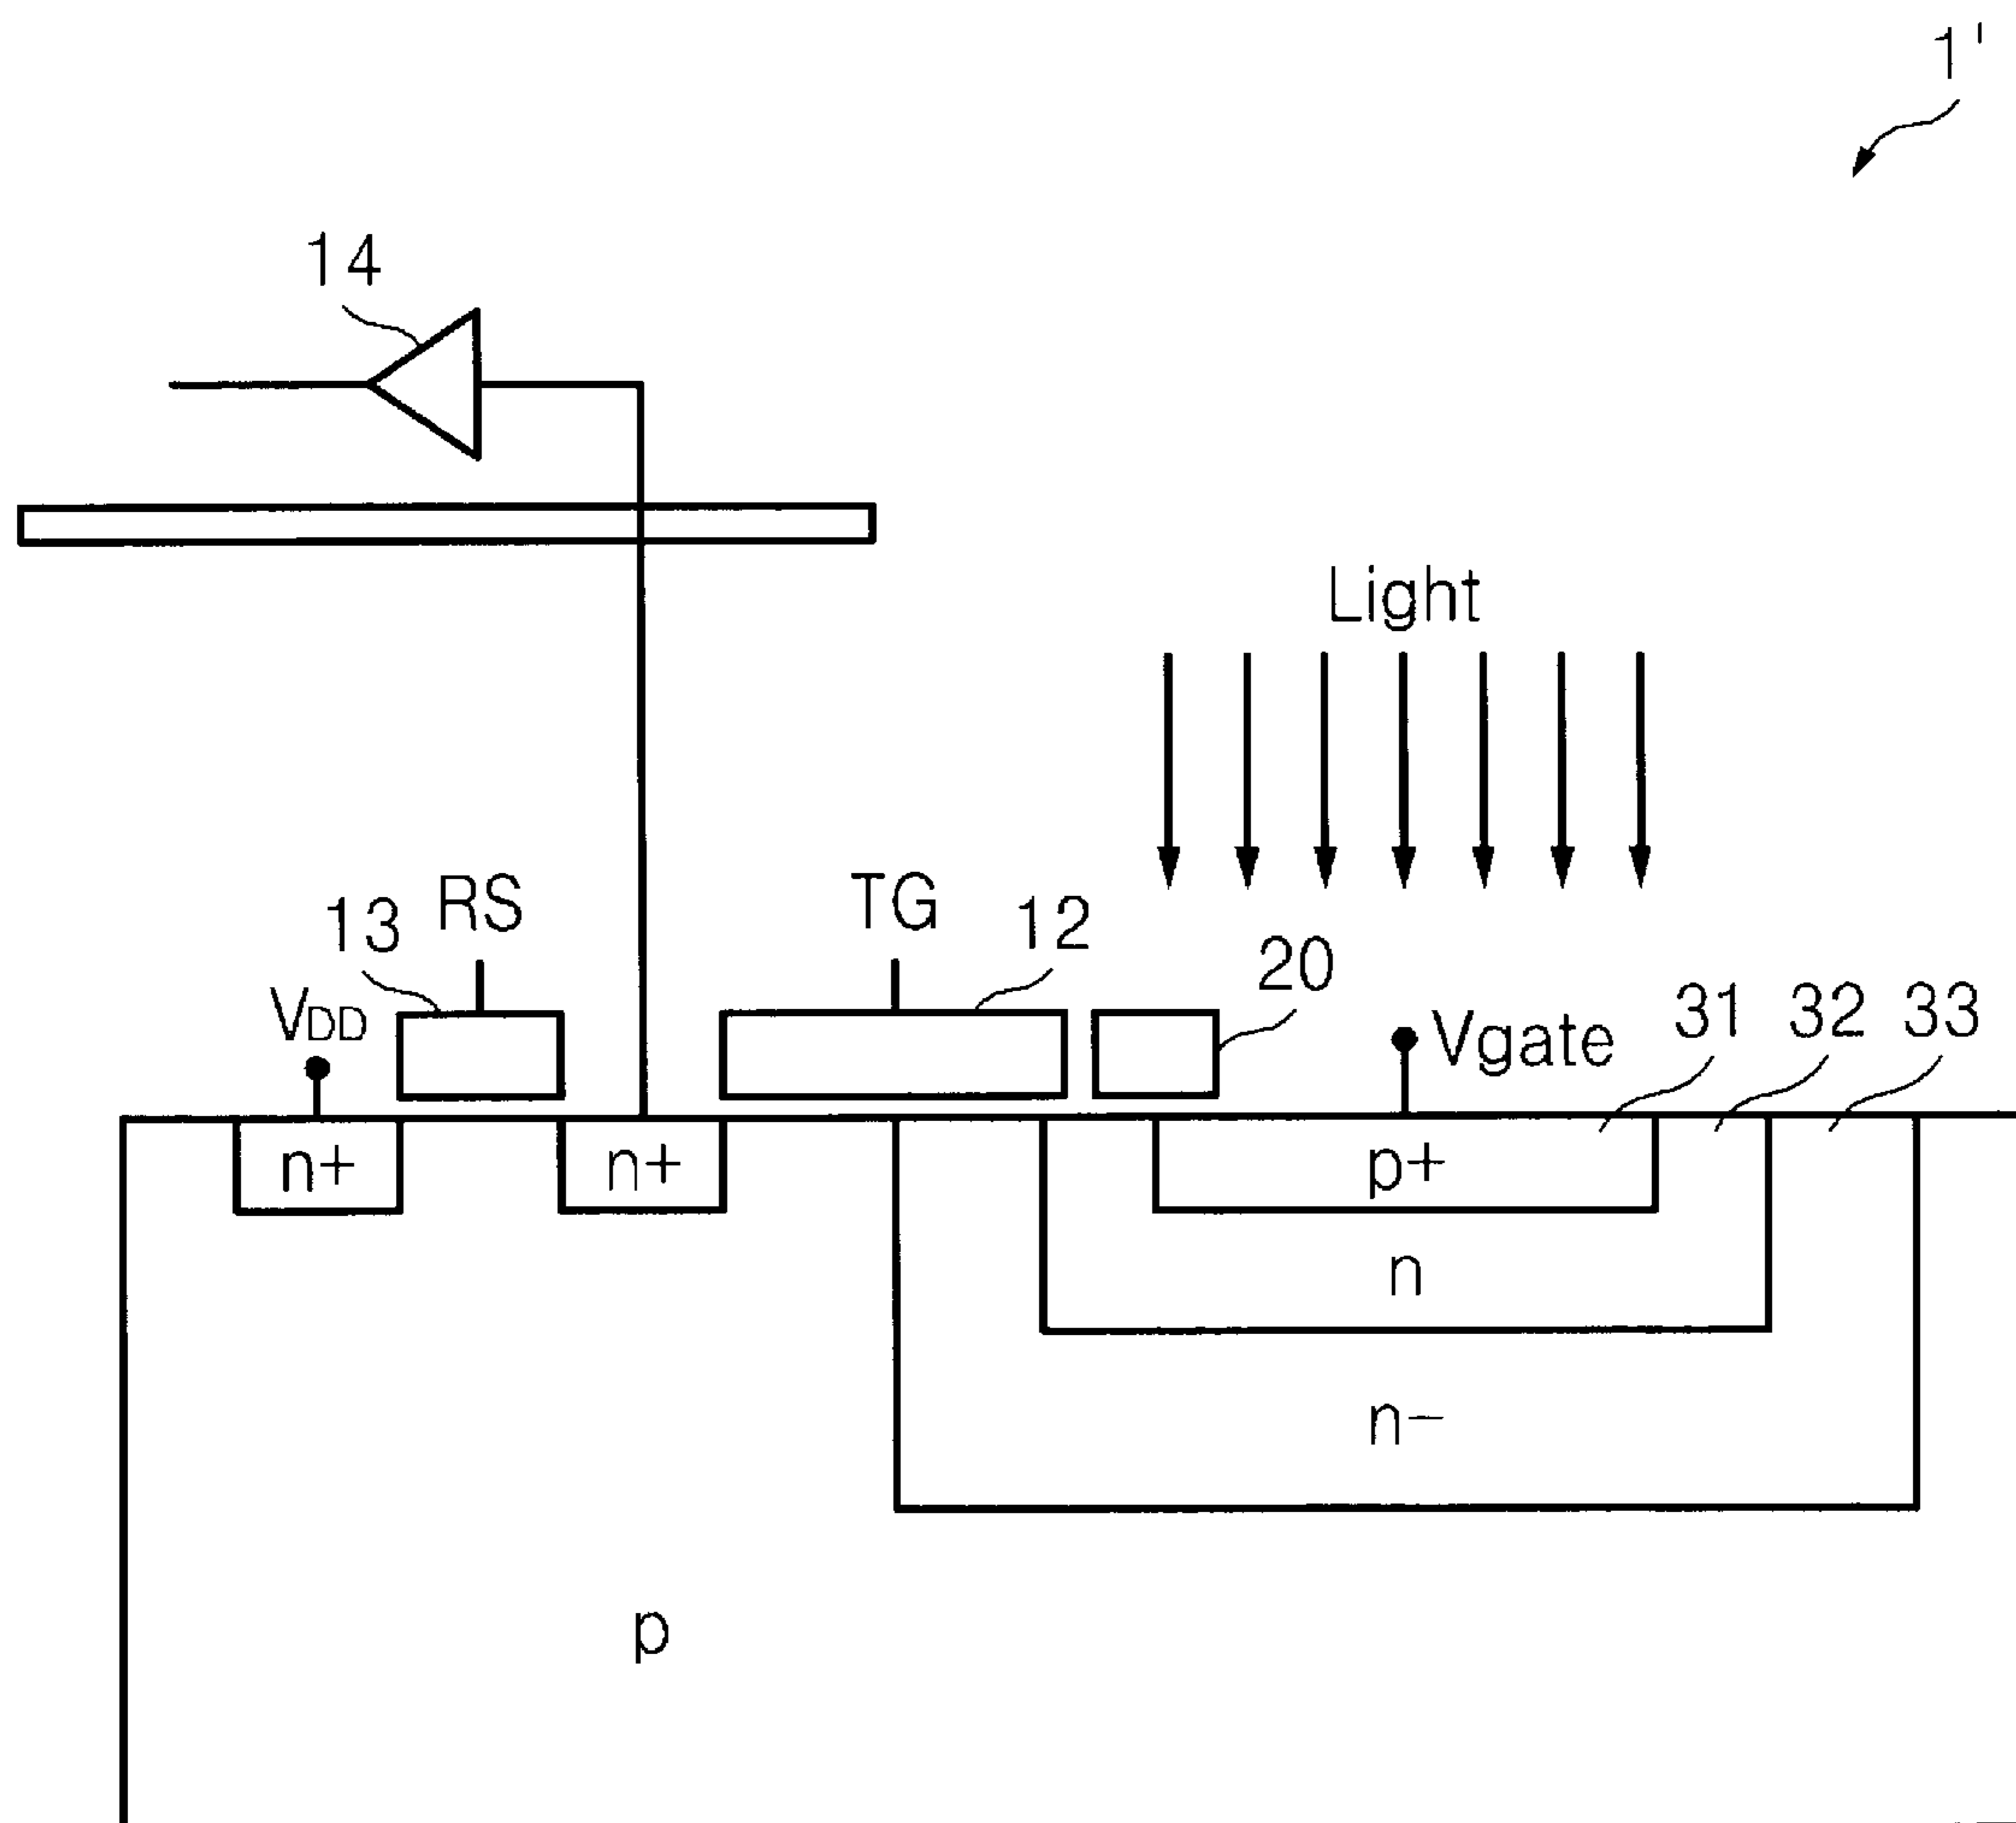 1'
14
Light
13 RS
TG 12
20
VDD
Vgate
31 32 33
n+
n+
p+
n
n-
p